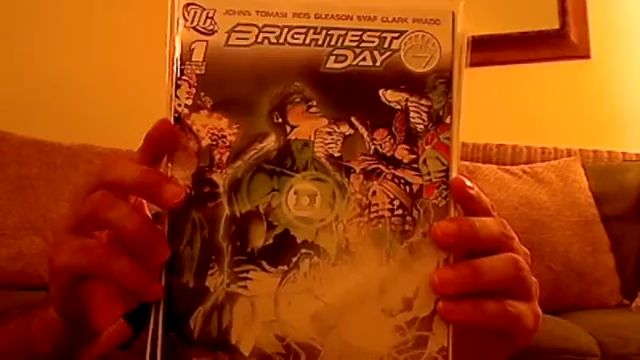 DC
JOHNS TOMASI REIS GLEASON SYAF CLARK PRADO
1
BRIGHTEST
DAY